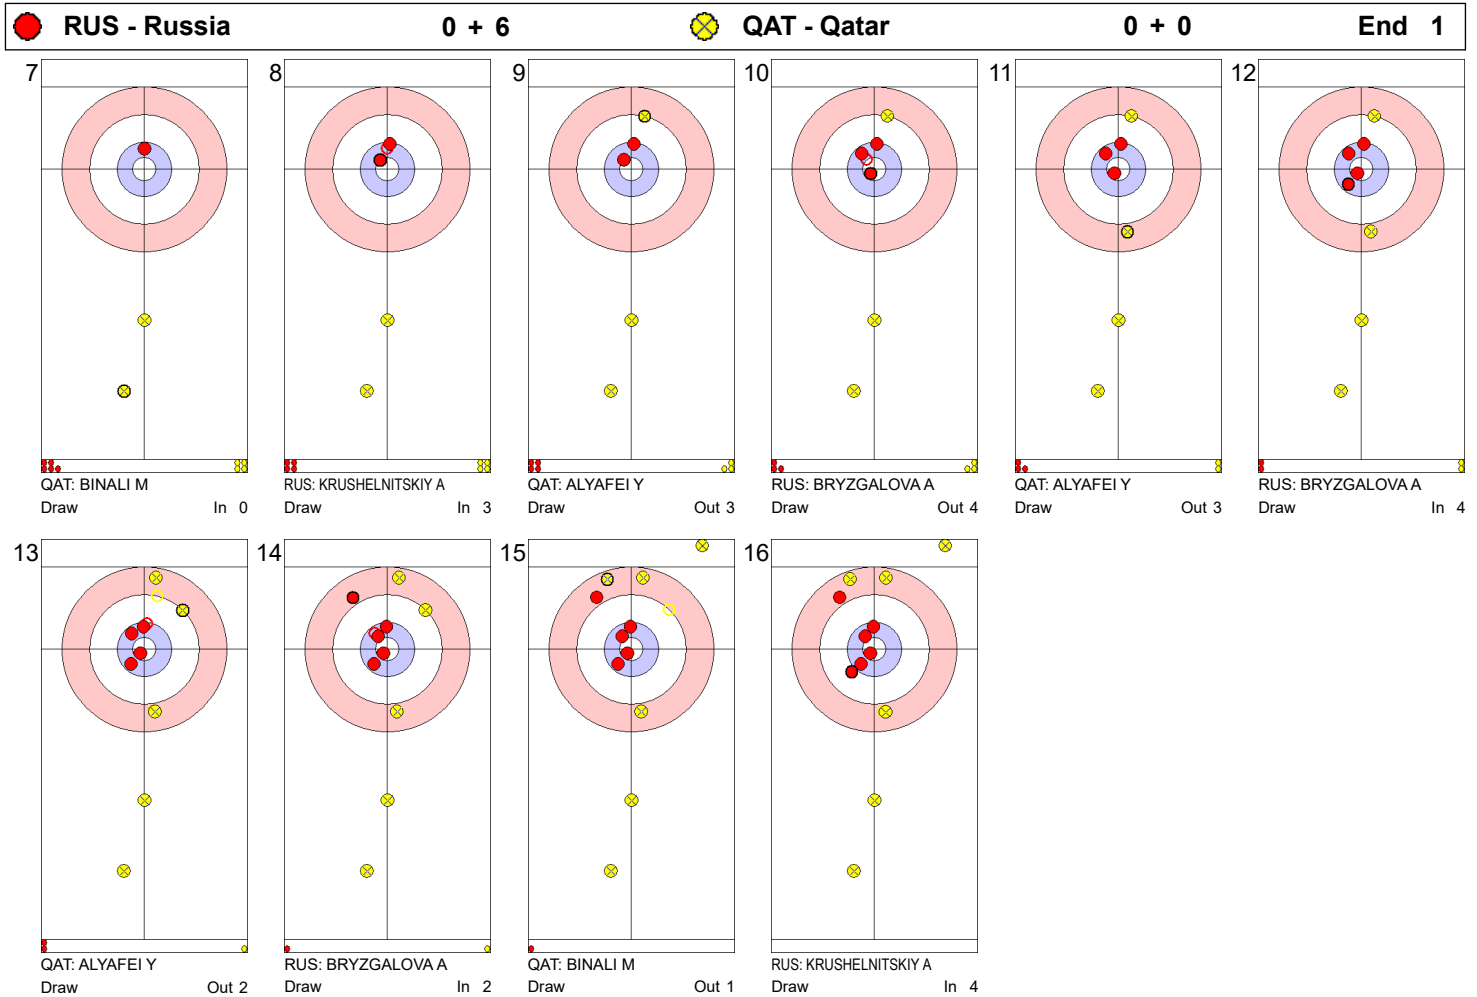 RUS - Russia 0 + 6 QAT - Qatar 0 + 0 End 1
7 8 9 10 11 12
QAT: BINALI M RUS: KRUSHELNITSKIY A QAT: ALYAFEI Y RUS: BRYZGALOVA A QAT: ALYAFEI Y RUS: BRYZGALOVA A
Draw In 0 Draw In 3 Draw Out 3 Draw Out 4 Draw Out 3 Draw In 4
13 14 15 16
QAT: ALYAFEI Y RUS: BRYZGALOVA A QAT: BINALI M RUS: KRUSHELNITSKIY A
Draw Out 2 Draw In 2 Draw Out 1 Draw In 4